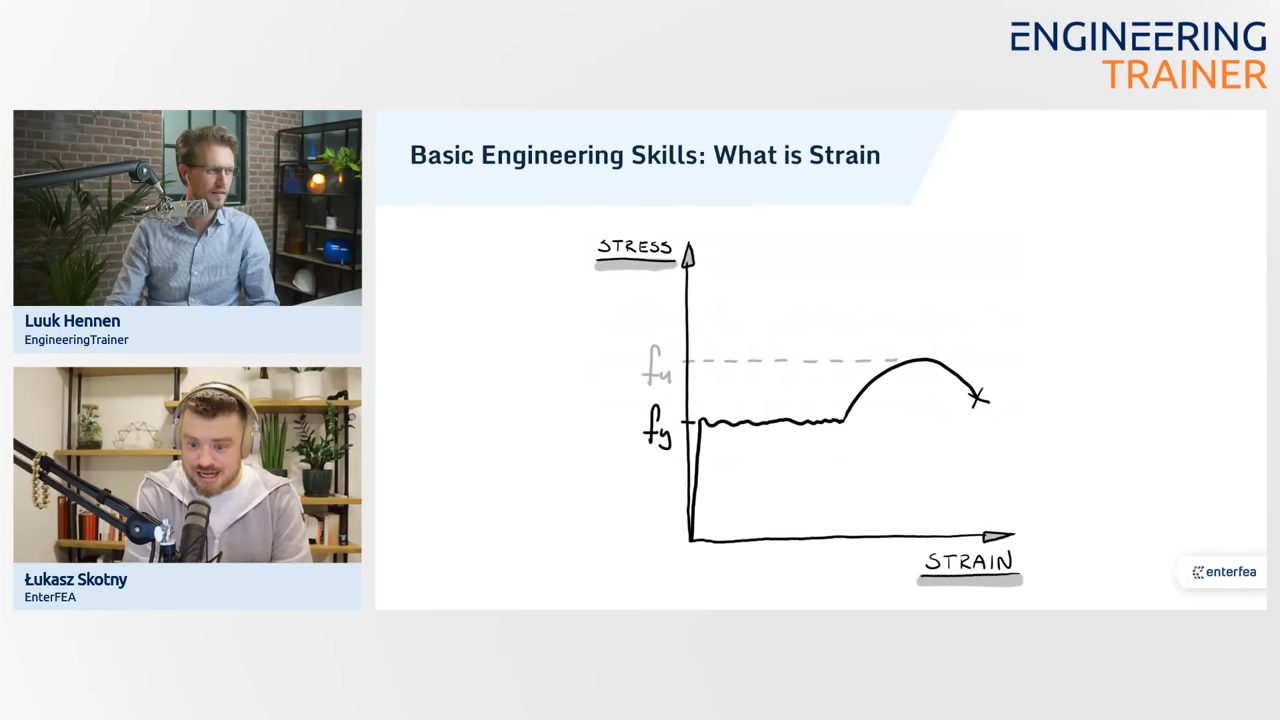 ENGINEERING
TRAINER
Basic Engineering Skills: What is Strain
STRESS
fu
fy
STRAIN
Luuk Hennen
EngineeringTrainer
Łukasz Skotny
EnterFEA
enterfea